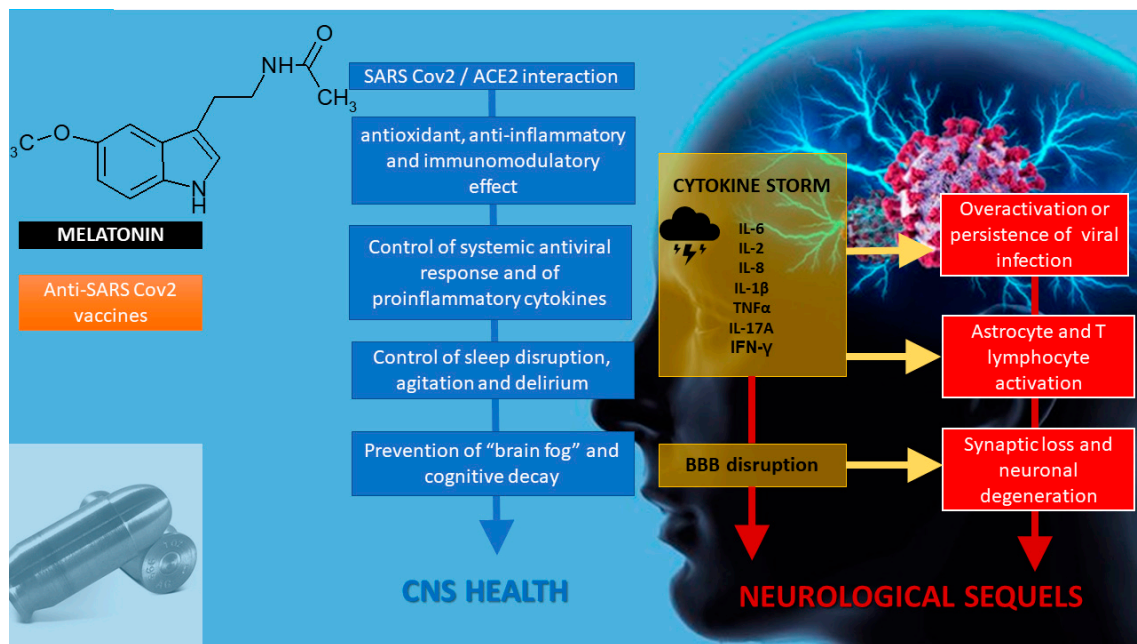 O
NH
CH3
O
3C
N
H
MELATONIN
Anti-SARS Cov2
vaccines
SARS Cov2 / ACE2 interaction
antioxidant, anti-inflammatory
and immunomodulatory
effect
Control of systemic antiviral
response and of
proinflammatory cytokines
Control of sleep disruption,
agitation and delirium
Prevention of “brain fog” and
cognitive decay
CNS HEALTH
CYTOKINE STORM
IL-6
IL-2
IL-8
IL-1β
TNFα
IL-17A
IFN-γ
BBB disruption
Overactivation or
persistence of viral
infection
Astrocyte and T
lymphocyte
activation
Synaptic loss and
neuronal
degeneration
NEUROLOGICAL SEQUELS